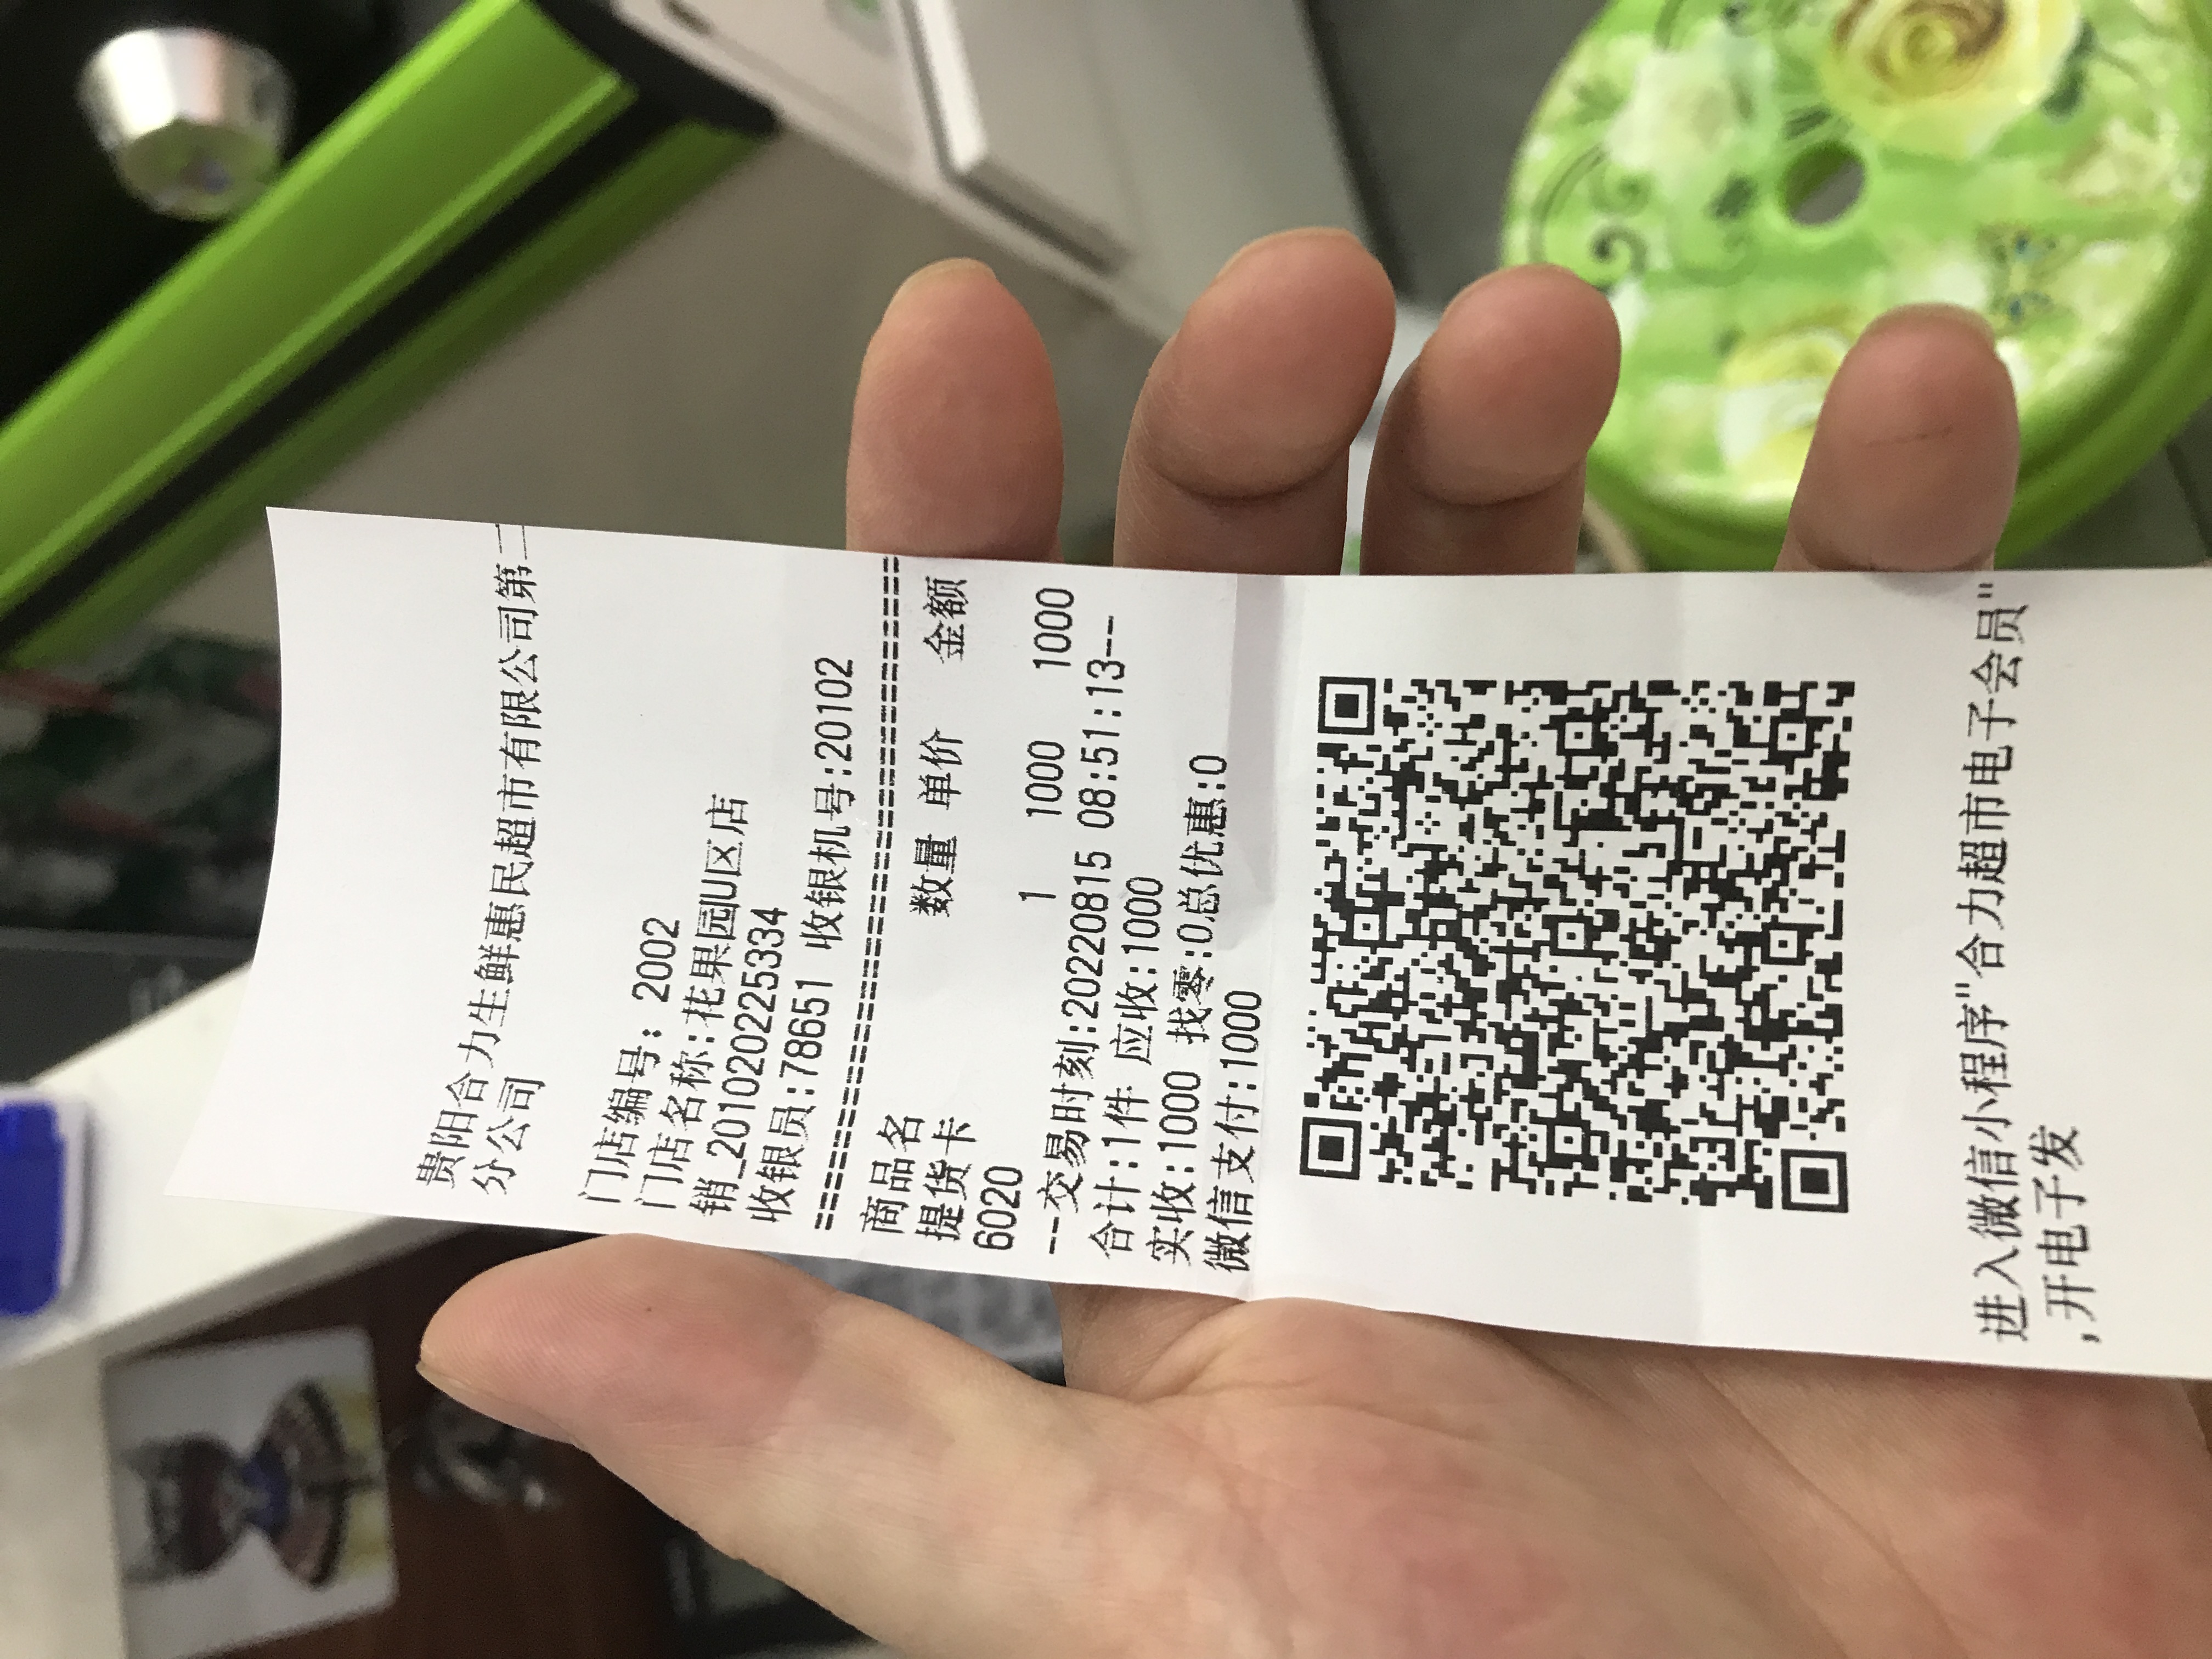 贵阳合力生鲜惠民超市有限公司第二
分公司
门店编号: 2002
门店名称:花果园U区店
销_201020225334
收银员:78651 收银机号:20102
================================
商品名 数量 单价 金额
提货卡
6020 1 1000 1000
--交易时刻:20220815 08:51:13--
合计:1件 应收:1000
实收:1000 找零:0总优惠:0
微信支付:1000
进入微信小程序"合力超市电子会员"
,开电子发